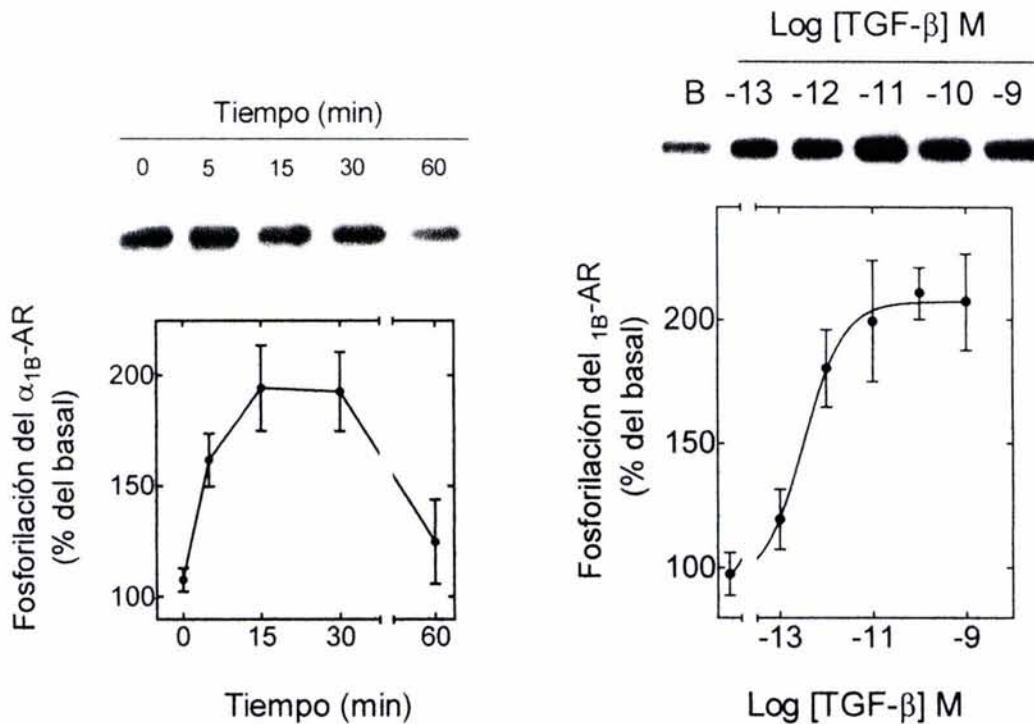 Tiempo (min)
0 5 15 30 60
Fosforilación del α1B-AR
(% del basal)
200
150
100
0 15 30 60
Tiempo (min)
Log [TGF-β] M
B -13 -12 -11 -10 -9
Fosforilación del 1B-AR
(% del basal)
200
150
100
-13 -11 -9
Log [TGF-β] M